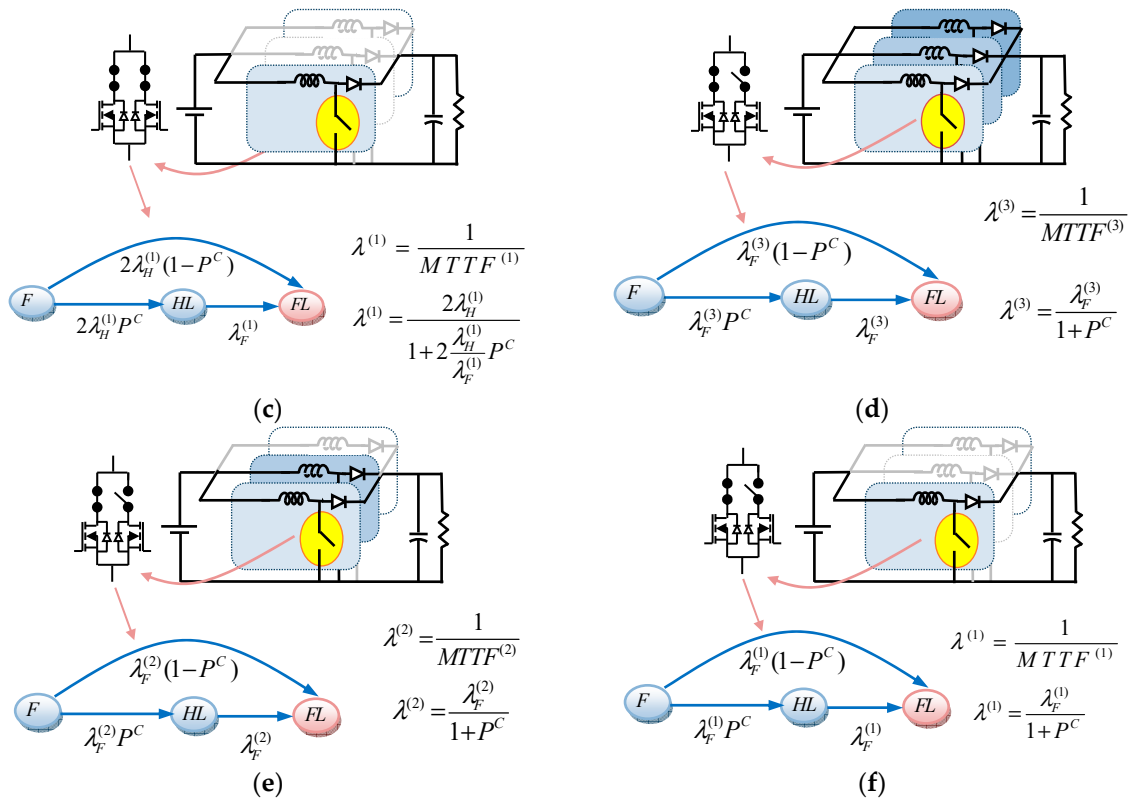 2λ_H^(1)(1−P^C)
F
HL
FL
2λ_H^(1)P^C
λ_F^(1)
λ^(1) = 1/MTTF^(1)
λ^(1) = 2λ_H^(1)/(1+2(λ_H^(1)/λ_F^(1))P^C)
(c)
λ_F^(3)(1−P^C)
F
HL
FL
λ_F^(3)P^C
λ_F^(3)
λ^(3) = 1/MTTF^(3)
λ^(3) = λ_F^(3)/(1+P^C)
(d)
λ_F^(2)(1−P^C)
F
HL
FL
λ_F^(2)P^C
λ_F^(2)
λ^(2) = 1/MTTF^(2)
λ^(2) = λ_F^(2)/(1+P^C)
(e)
λ_F^(1)(1−P^C)
F
HL
FL
λ_F^(1)P^C
λ_F^(1)
λ^(1) = 1/MTTF^(1)
λ^(1) = λ_F^(1)/(1+P^C)
(f)